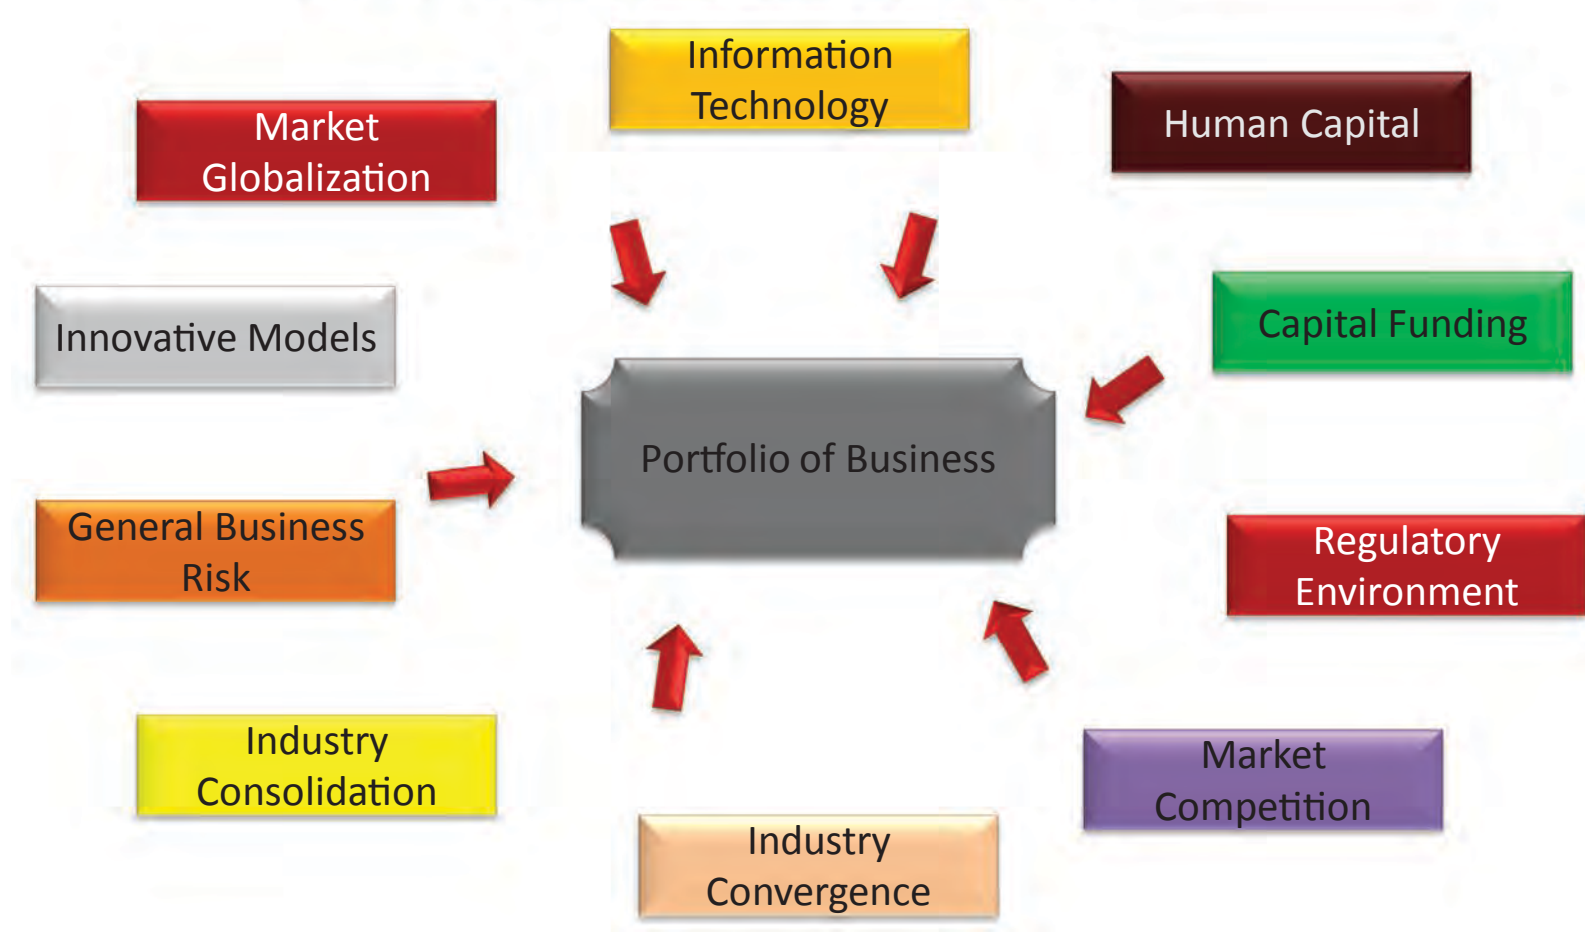 Information
Technology
Human Capital
Market
Globalization
Innovative Models
Capital Funding
Portfolio of Business
General Business
Risk
Regulatory
Environment
Industry
Consolidation
Market
Competition
Industry
Convergence